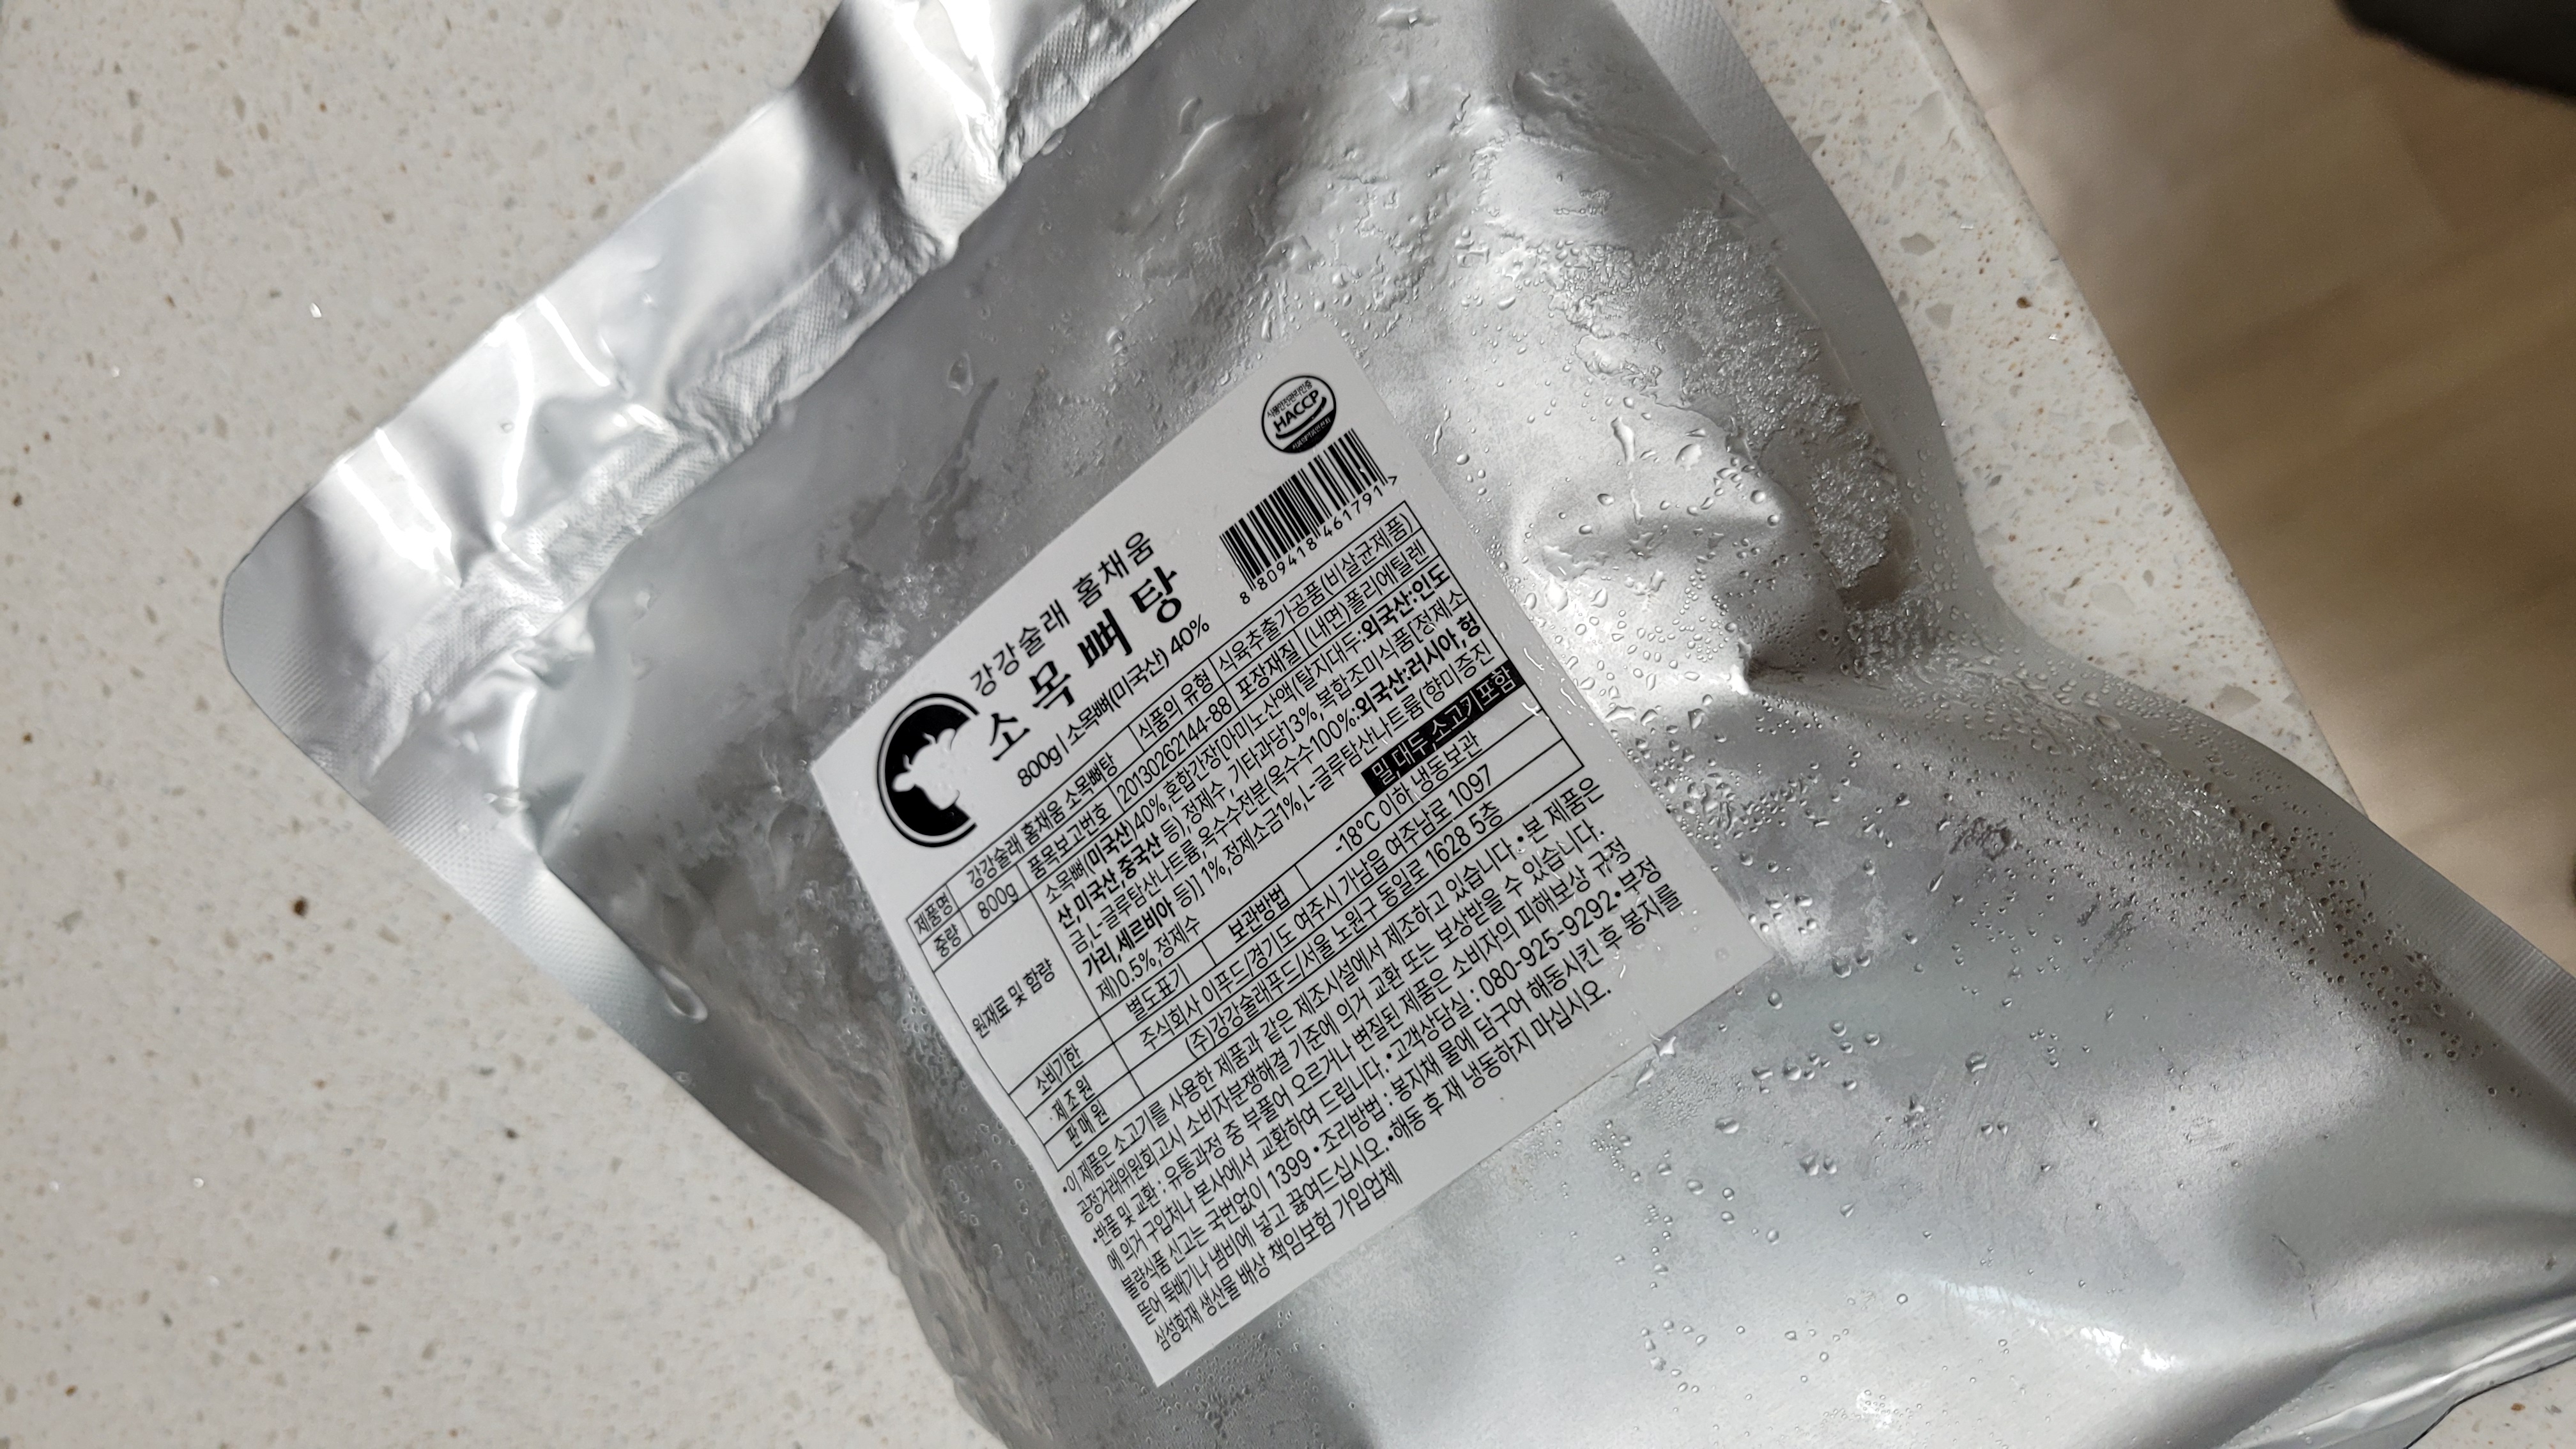 강강술래 홈채움
소목뼈탕
800g | 소목뼈(미국산) 40%
식품안전관리인증
HACCP
8 809418 461791 >
제품명 강강술래 홈채움 소목뼈탕 식품의 유형 식육추출가공품(비살균제품)
중량 800g 품목보고번호 20130262144-88 포장재질 (내면)폴리에틸렌
원재료 및 함량
소목뼈(미국산)40%,혼합간장[아미노산액(탈지대두:외국산:인도
산,미국산,중국산 등),정제수, 기타과당]3%,복합조미식품[정제소
금,L-글루탐산나트륨,옥수수전분(옥수수100%:외국산:러시아,헝
가리,세르비아 등)] 1%,정제소금1%,L-글루탐산나트륨(향미증진
제)0.5%,정제수
밀,대두,소고기 포함
소비기한 별도표기 보관방법 -18℃ 이하 냉동보관
제조원 주식회사 이푸드/경기도 여주시 가남읍 여주남로 1097
판매원 (주)강강술래푸드/서울 노원구 동일로 1628 5층
•이 제품은 소고기를 사용한 제품과 같은 제조시설에서 제조하고 있습니다 •본 제품은
공정거래위원회고시 소비자분쟁해결 기준에 의거 교환 또는 보상받을 수 있습니다.
•반품 및 교환 : 유통과정 중 부풀어 오르거나 변질된 제품은 소비자의 피해보상 규정
에 의거 구입처나 본사에서 교환하여 드립니다. •고객상담실 : 080-925-9292 •부정
불량식품 신고는 국번없이 1399 • 조리방법 : 봉지채 물에 담구어 해동시킨 후 봉지를
뜯어 뚝배기나 냄비에 넣고 끓여드십시오. •해동 후 재 냉동하지 마십시오.
삼성화재 생산물 배상 책임보험 가입업체